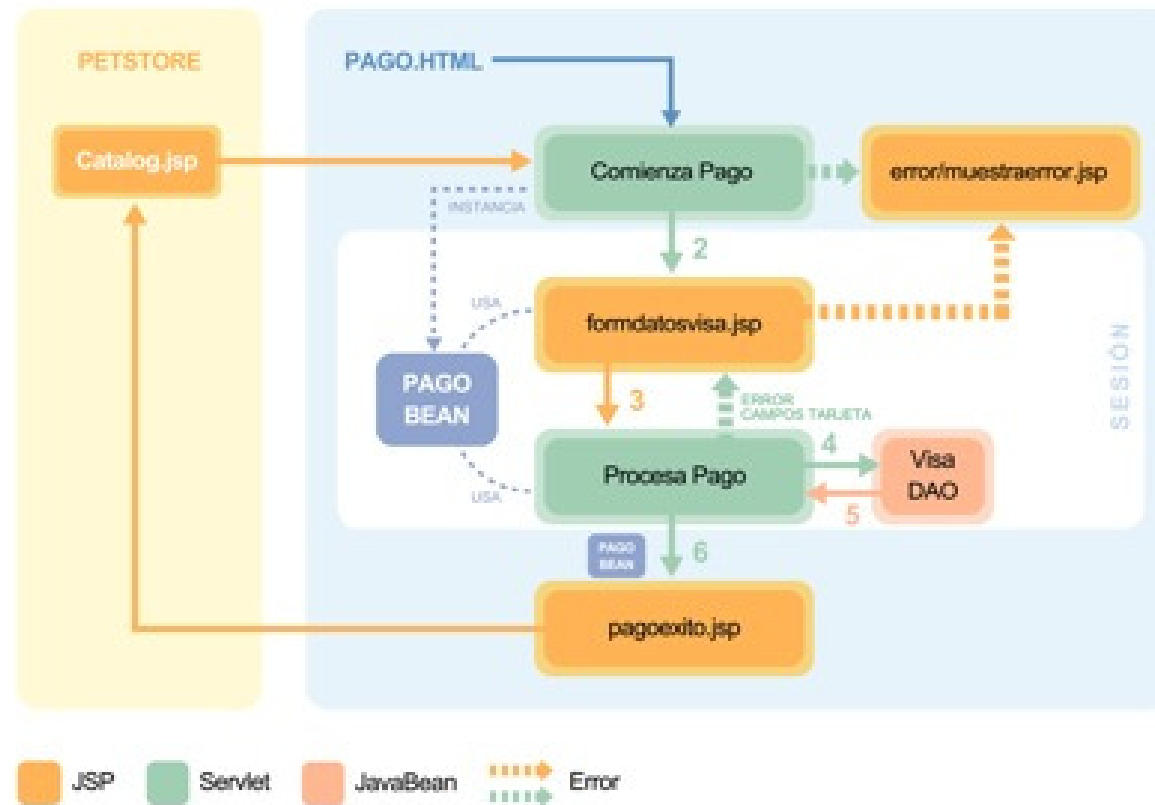 PETSTORE
PAGO.HTML
Catalog.jsp
Comienza Pago
error/muestraerror.jsp
INSTANCIA
2
USA
formdatosvisa.jsp
SESIÓN
PAGO
BEAN
3
ERROR
CAMPOS TARJETA
4
Procesa Pago
Visa
DAO
USA
5
PAGO
BEAN
6
pagoexito.jsp
JSP
Servlet
JavaBean
Error